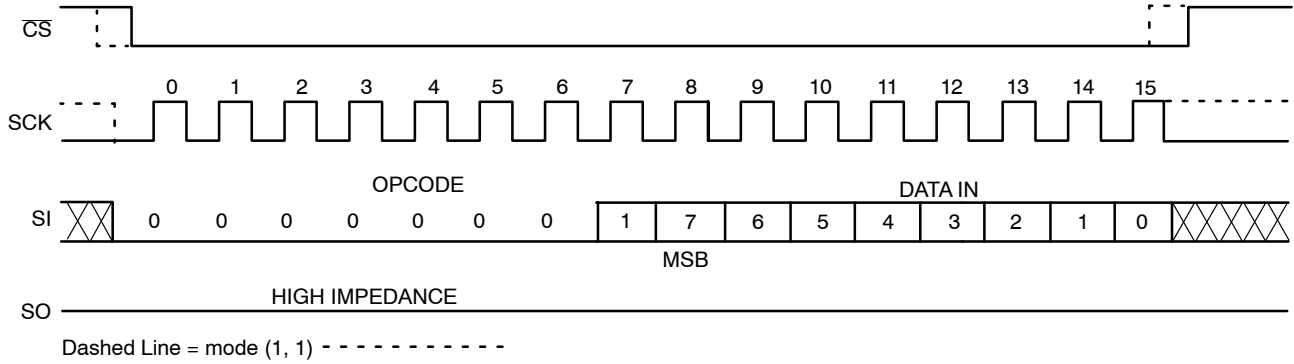 C̅S̅
0 1 2 3 4 5 6 7 8 9 10 11 12 13 14 15
SCK
OPCODE DATA IN
SI 0 0 0 0 0 0 0 1 7 6 5 4 3 2 1 0
MSB
HIGH IMPEDANCE
SO
Dashed Line = mode (1, 1)